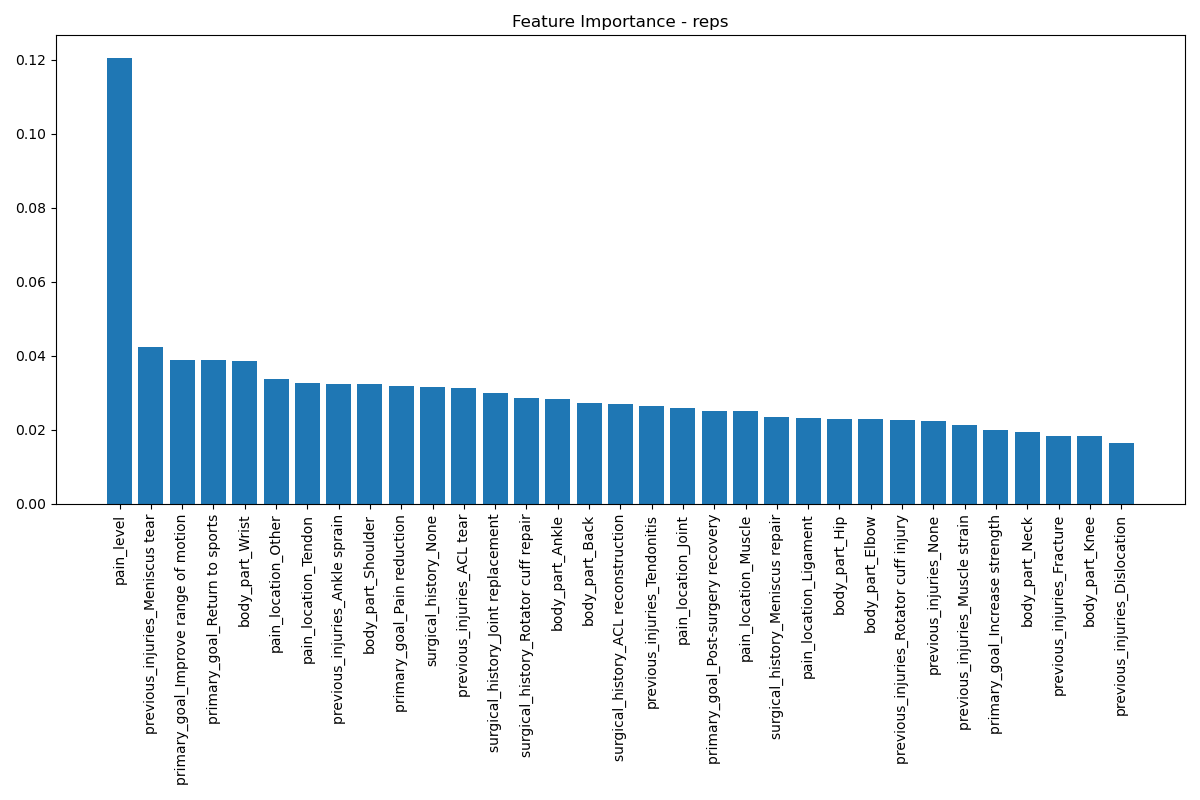 Feature Importance - reps
0.12
0.10
0.08
0.06
0.04
0.02
0.00
pain_level
previous_injuries_Meniscus tear
primary_goal_Improve range of motion
primary_goal_Return to sports
body_part_Wrist
pain_location_Other
pain_location_Tendon
previous_injuries_Ankle sprain
body_part_Shoulder
primary_goal_Pain reduction
surgical_history_None
previous_injuries_ACL tear
surgical_history_Joint replacement
surgical_history_Rotator cuff repair
body_part_Ankle
body_part_Back
surgical_history_ACL reconstruction
previous_injuries_Tendonitis
pain_location_Joint
primary_goal_Post-surgery recovery
pain_location_Muscle
surgical_history_Meniscus repair
pain_location_Ligament
body_part_Hip
body_part_Elbow
previous_injuries_Rotator cuff injury
previous_injuries_None
previous_injuries_Muscle strain
primary_goal_Increase strength
body_part_Neck
previous_injuries_Fracture
body_part_Knee
previous_injuries_Dislocation